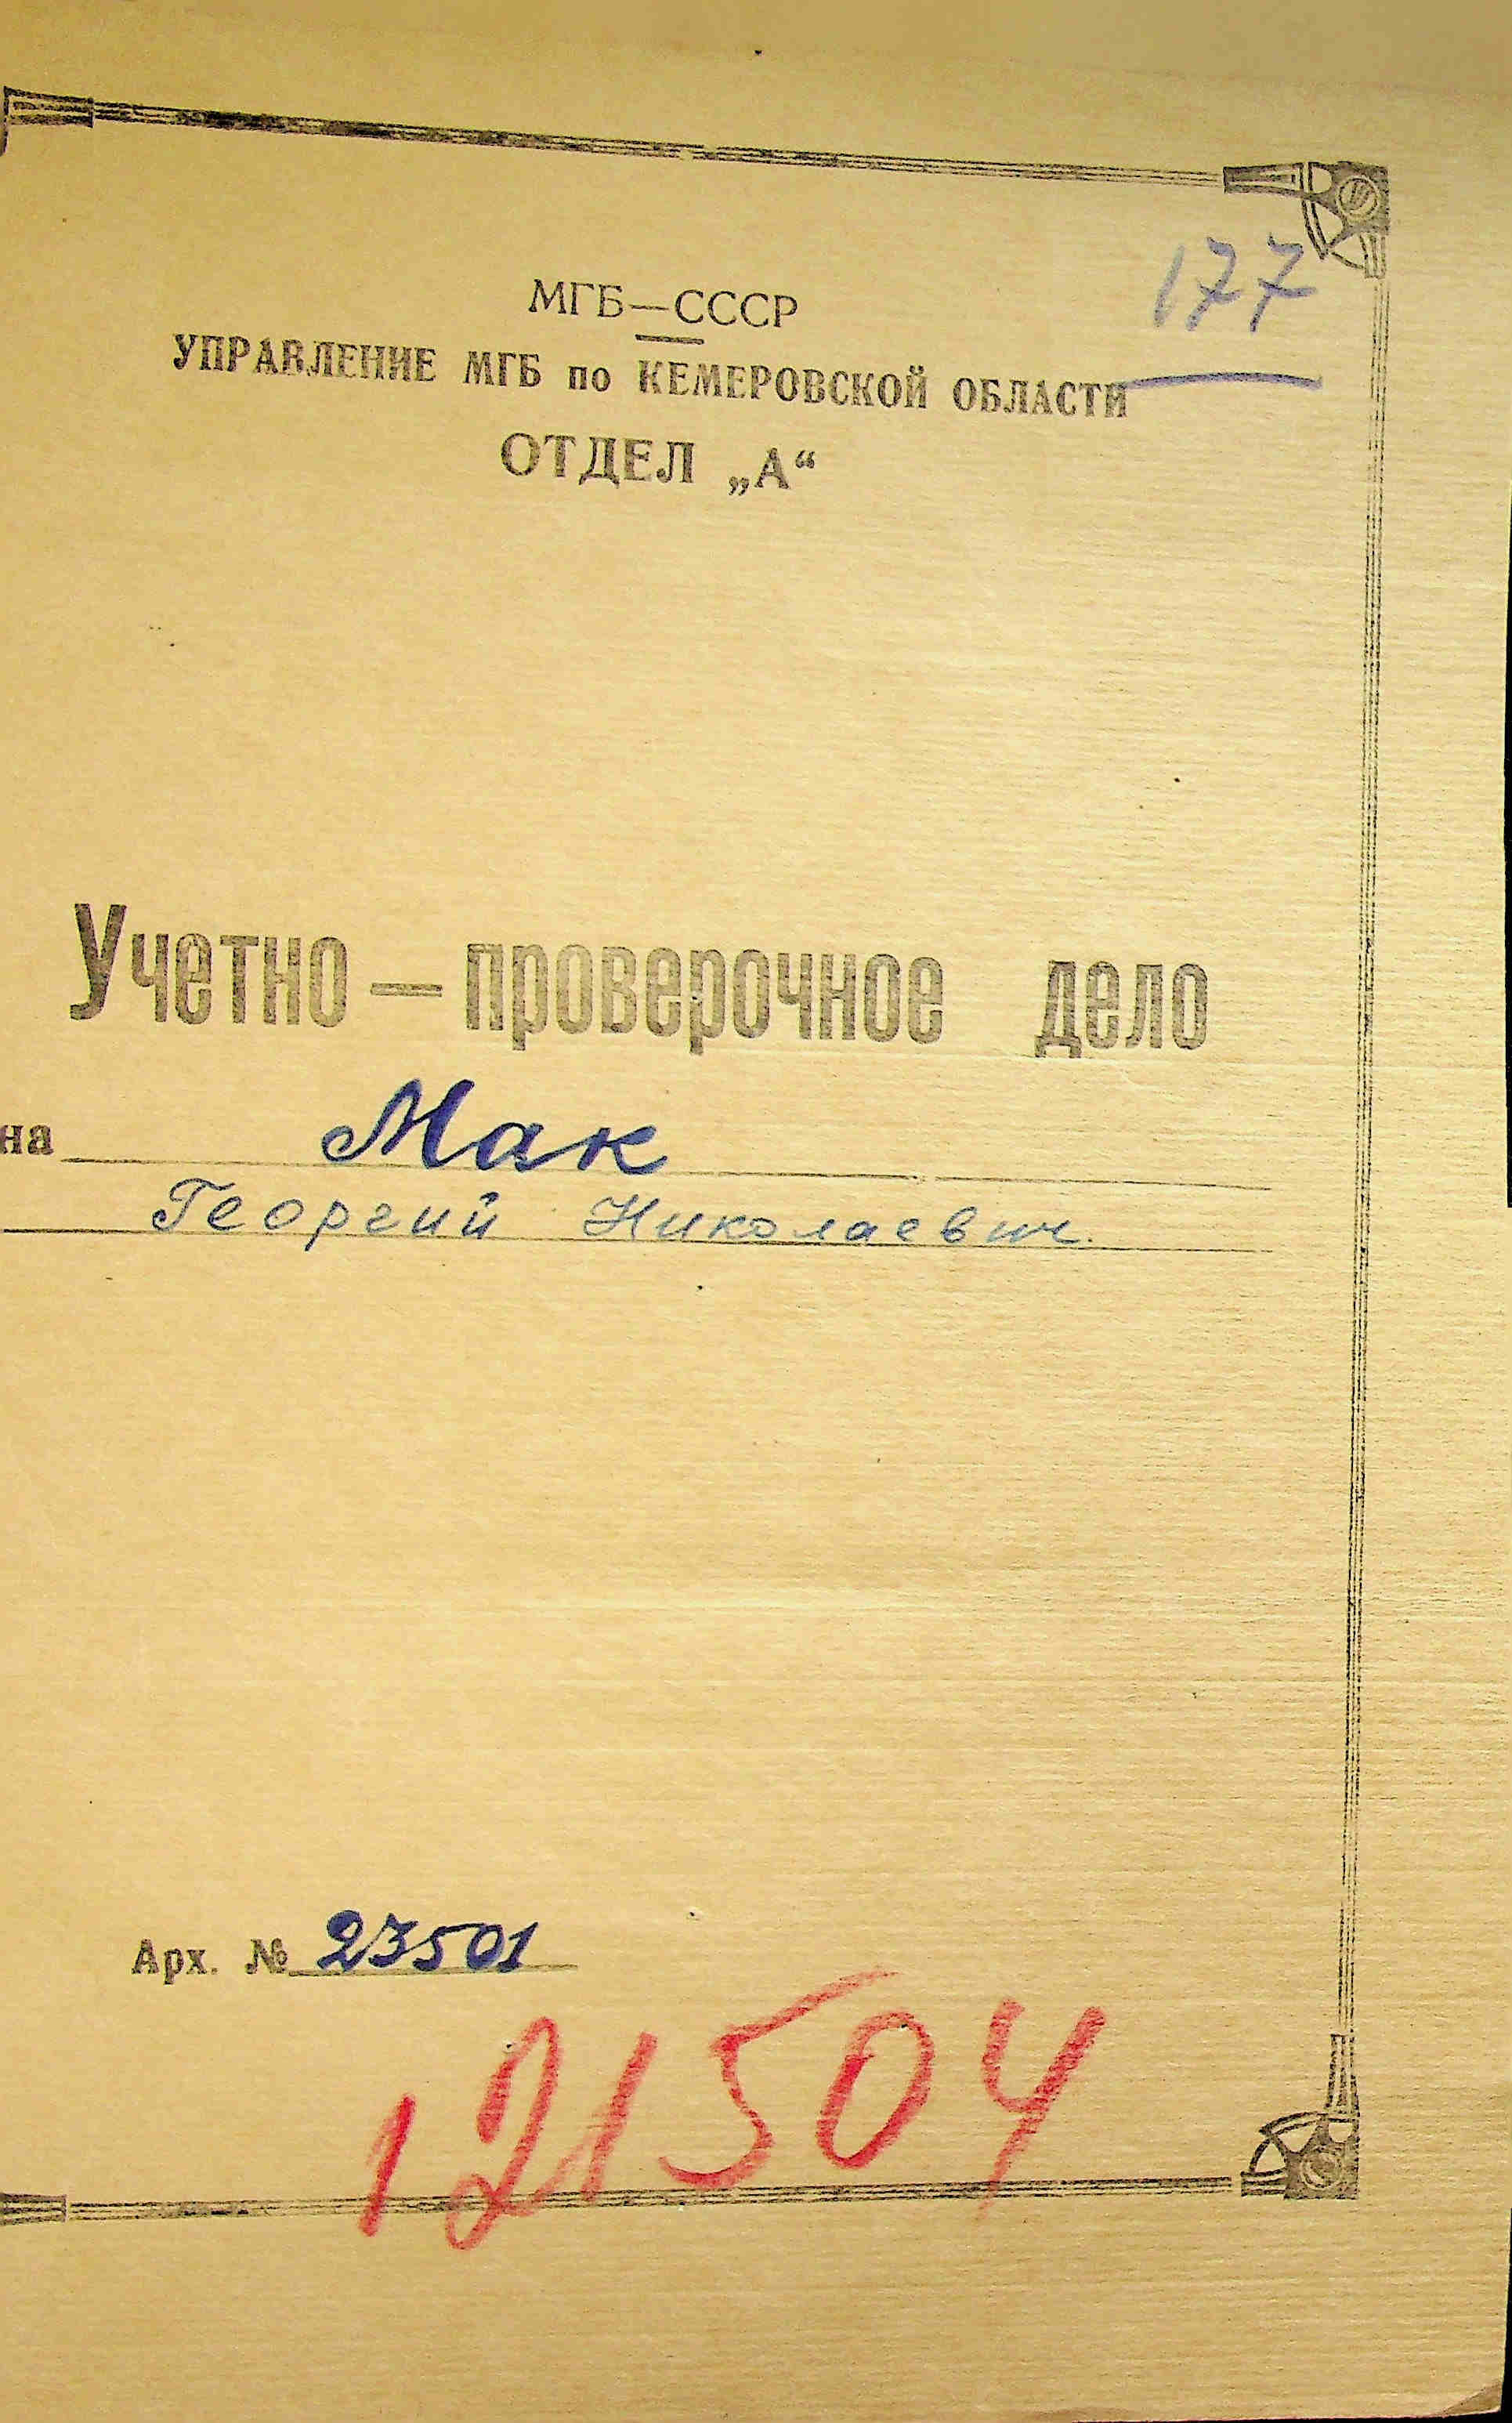 177
МГБ—СССР
УПРАВЛЕНИЕ МГБ по КЕМЕРОВСКОЙ ОБЛАСТИ
ОТДЕЛ „А“
Учетно — проверочное дело
на Мак
Георгий Николаевич.
Арх. № 23501
121504